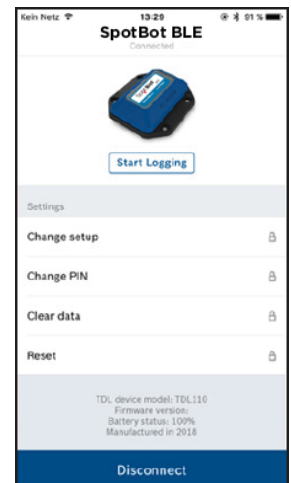 Kein Netz 13:29 91 %
SpotBot BLE
Connected
SpotBot
Start Logging
Settings
Change setup
Change PIN
Clear data
Reset
TDL device model: TDL110
Firmware version:
Battery status: 100%
Manufactured in 2018
Disconnect